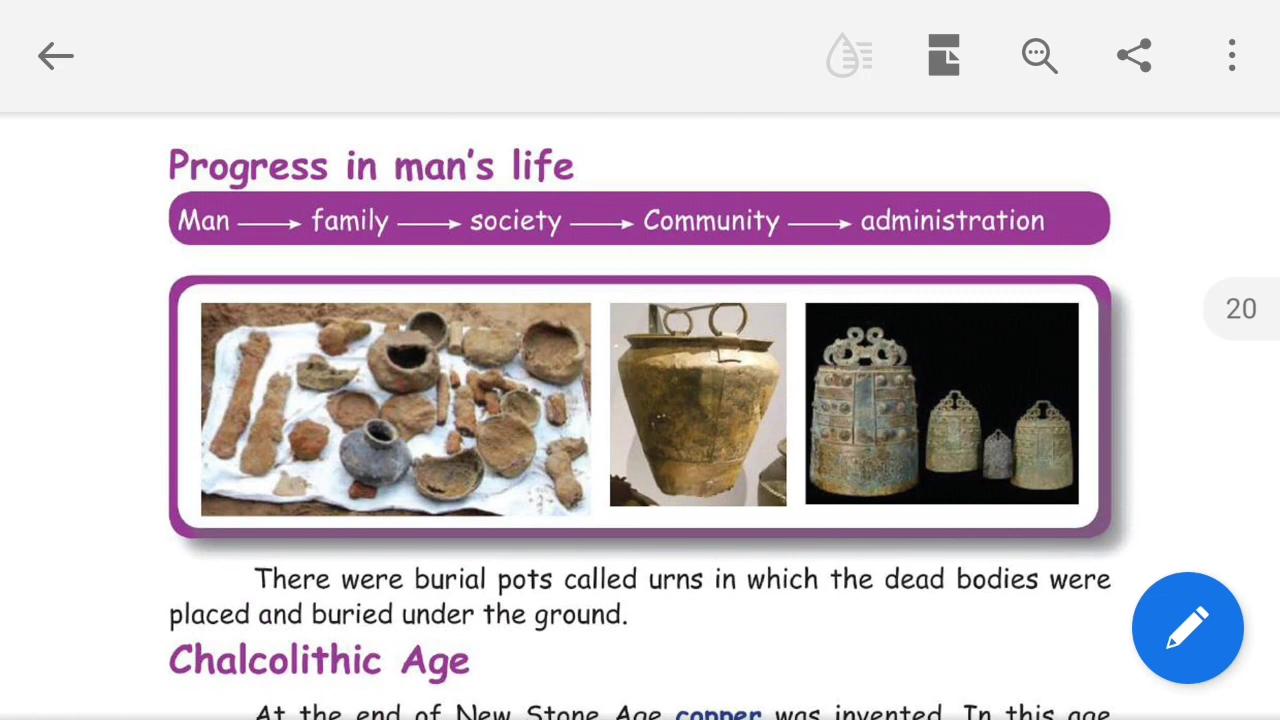 Progress in man's life
Man → family → society → Community → administration
20
There were burial pots called urns in which the dead bodies were
placed and buried under the ground.
Chalcolithic Age
At the end of New Stone Age copper was invented. In this age